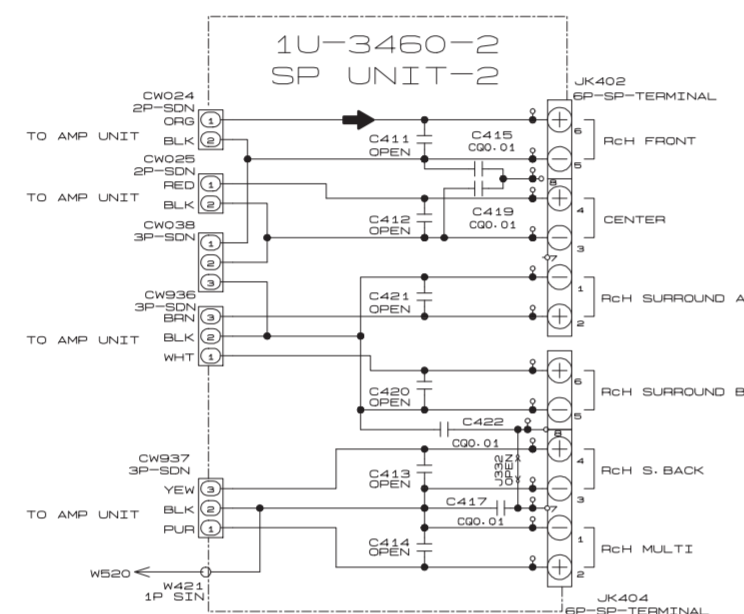 1U-3460-2
SP UNIT-2
JK402
6P-SP-TERMINAL
CW024
2P-SDN
ORG 1
BLK 2
TO AMP UNIT
C411
OPEN
C415
CQ0.01
6
RcH FRONT
5
8
CW025
2P-SDN
RED 1
BLK 2
TO AMP UNIT
C412
OPEN
C419
CQ0.01
4
CENTER
3
7
CW038
3P-SDN
1
2
3
C421
OPEN
1
RcH SURROUND A
2
CW936
3P-SDN
BRN 3
BLK 2
WHT 1
TO AMP UNIT
C420
OPEN
6
RcH SURROUND B
5
8
C422
CQ0.01
J332
OPEN
CW937
3P-SDN
YEW 3
BLK 2
PUR 1
TO AMP UNIT
C413
OPEN
4
RcH S.BACK
3
7
C417
CQ0.01
C414
OPEN
1
RcH MULTI
2
W520
W421
1P SIN
JK404
6P-SP-TERMINAL